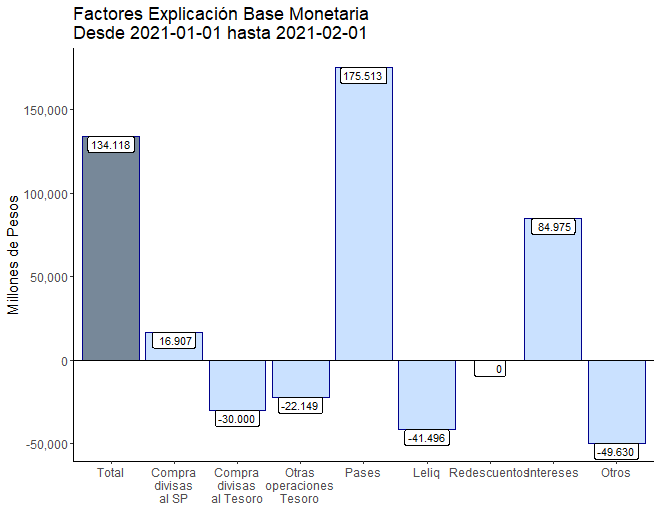 Factores Explicación Base Monetaria
Desde 2021-01-01 hasta 2021-02-01
Millones de Pesos
150,000
100,000
50,000
0
-50,000
134.118
16.907
-30.000
-22.149
175.513
-41.496
0
84.975
-49.630
Total
Compra
divisas
al SP
Compra
divisas
al Tesoro
Otras
operaciones
Tesoro
Pases
Leliq
Redescuentos
Intereses
Otros